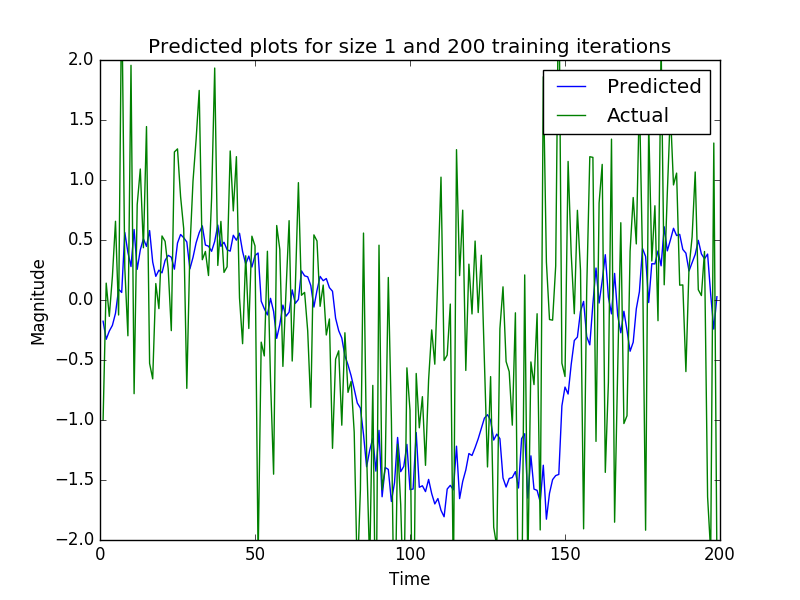 Predicted plots for size 1 and 200 training iterations
2.0
1.5
1.0
0.5
0.0
−0.5
−1.0
−1.5
−2.0
Magnitude
Predicted
Actual
0
50
100
150
200
Time